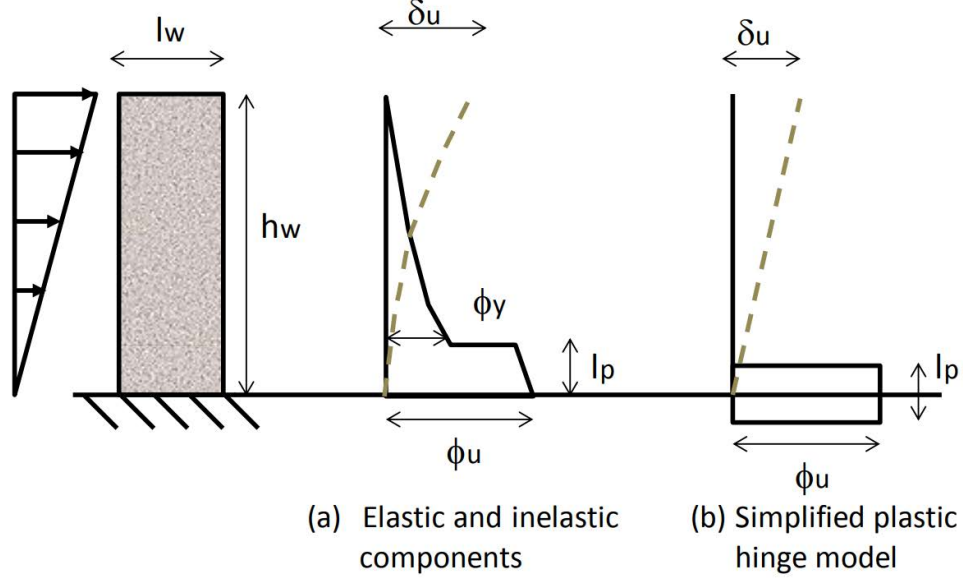 lw
δu
δu
hw
ϕy
lp
lp
ϕu
ϕu
(a) Elastic and inelastic
components
(b) Simplified plastic
hinge model